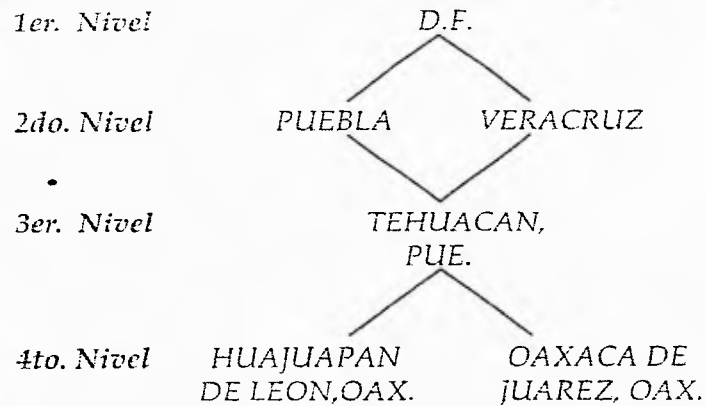 1er. Nivel D.F.
2do. Nivel PUEBLA VERACRUZ
3er. Nivel TEHUACAN,
PUE.
4to. Nivel HUAJUAPAN OAXACA DE
DE LEON,OAX. JUAREZ, OAX.